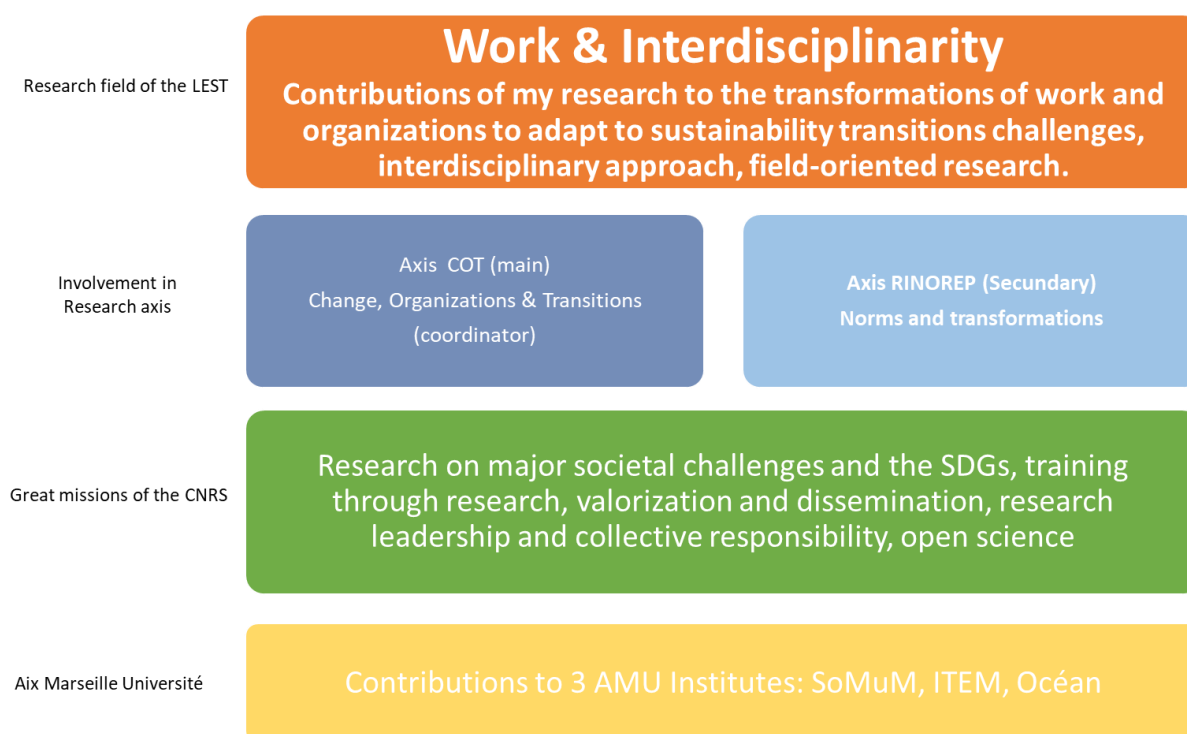 Research field of the LEST
Work & Interdisciplinarity
Contributions of my research to the transformations of work and
organizations to adapt to sustainability transitions challenges,
interdisciplinary approach, field-oriented research.
Involvement in
Research axis
Axis COT (main)
Change, Organizations & Transitions
(coordinator)
Axis RINOREP (Secundary)
Norms and transformations
Great missions of the CNRS
Research on major societal challenges and the SDGs, training
through research, valorization and dissemination, research
leadership and collective responsibility, open science
Aix Marseille Université
Contributions to 3 AMU Institutes: SoMuM, ITEM, Océan